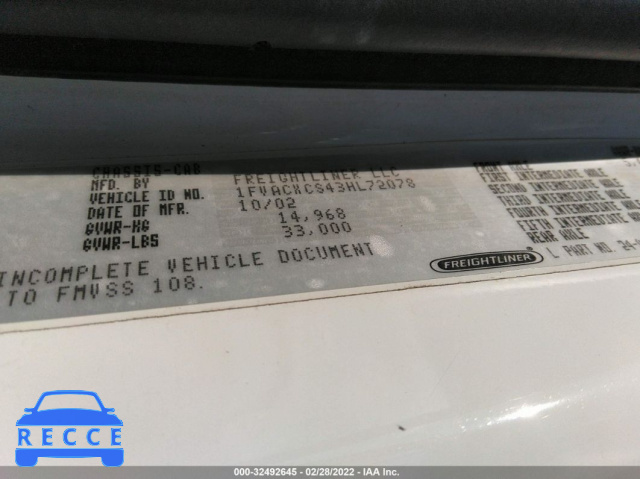 CHASSIS-CAB
MFD. BY FREIGHTLINER LLC
VEHICLE ID NO. 1FVACXCS43HL72078
DATE OF MFR. 10/02
GVWR-KG 14,968
GVWR-LBS 33,000
FRONT AXLE
FIRST INTERMEDIATE AXLE
SECOND INTERMEDIATE AXLE
THIRD INTERMEDIATE AXLE
FOURTH INTERMEDIATE AXLE
FIFTH INTERMEDIATE AXLE
REAR AXLE
INCOMPLETE VEHICLE DOCUMENT
TO FMVSS 108.
FREIGHTLINER
L PART NO. 24-
RECCE
000-32492645 - 02/28/2022 - IAA Inc.